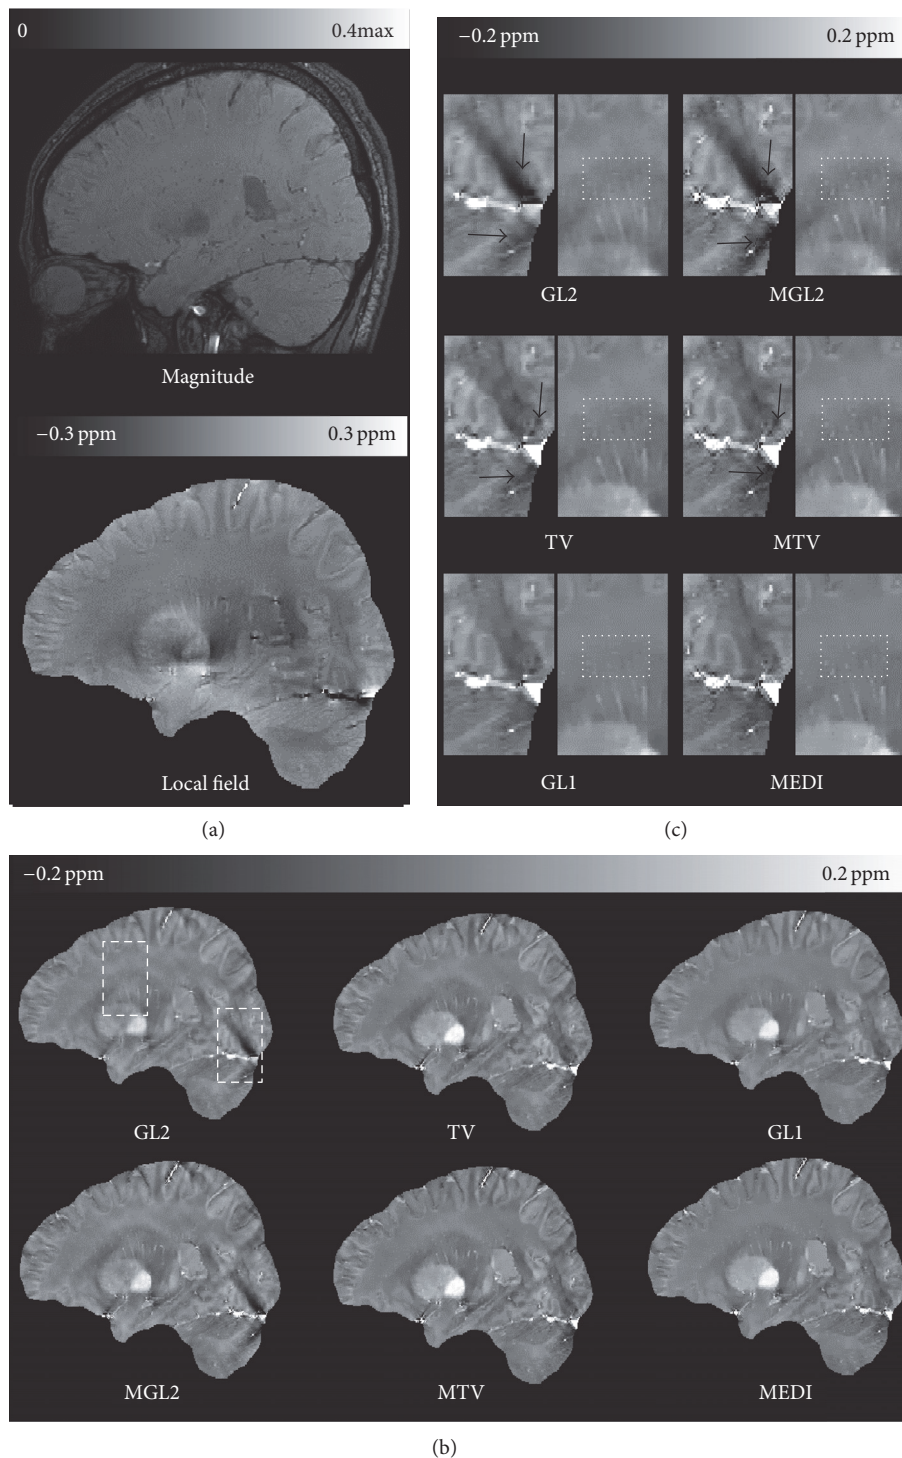 0 0.4max
Magnitude
−0.3 ppm 0.3 ppm
Local field
(a)
−0.2 ppm 0.2 ppm
GL2 MGL2
TV MTV
GL1 MEDI
(c)
−0.2 ppm 0.2 ppm
GL2 TV GL1
MGL2 MTV MEDI
(b)